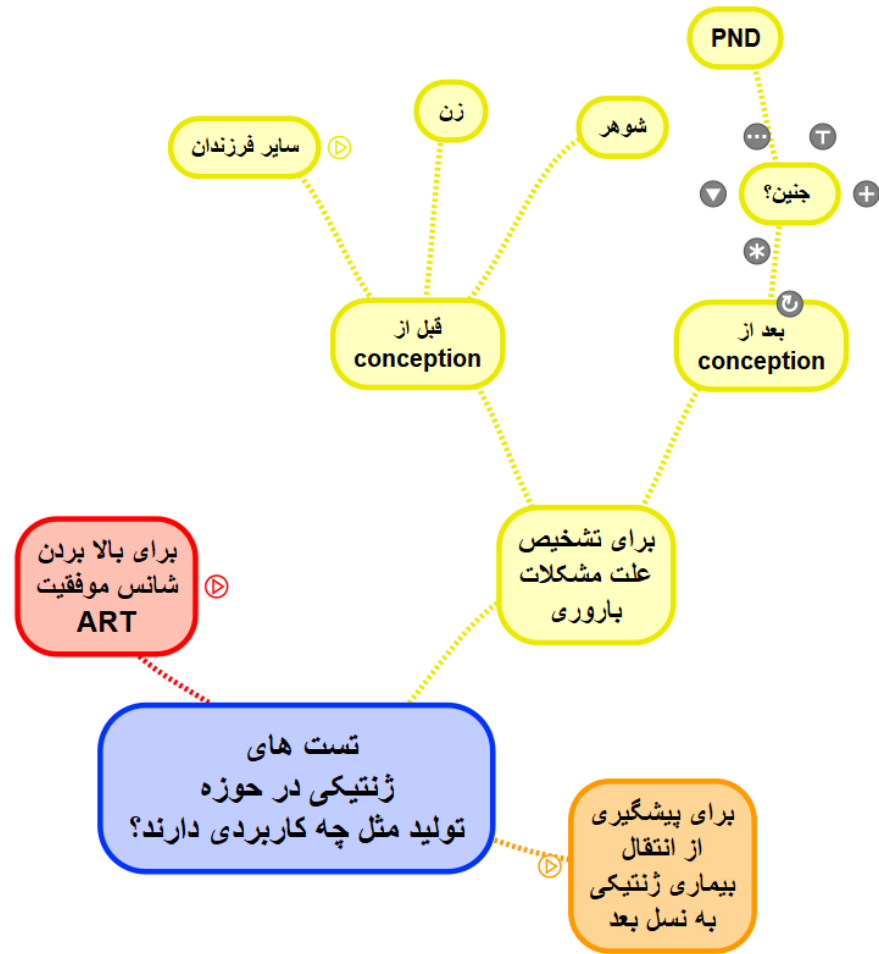 PND
زن
شوهر
سایر فرزندان
جنین؟
قبل از
conception
بعد از
conception
برای تشخیص
علت مشکلات
باروری
برای بالا بردن
شانس موفقیت
ART
تست های
ژنتیکی در حوزه
تولید مثل چه کاربردی دارند؟
برای پیشگیری
از انتقال
بیماری ژنتیکی
به نسل بعد